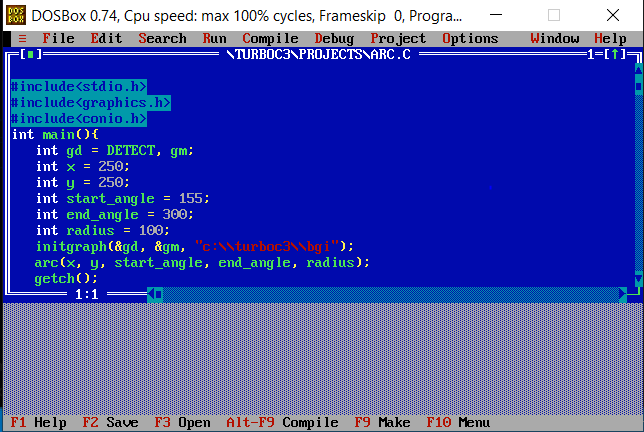 DOS
BOX
DOSBox 0.74, Cpu speed: max 100% cycles, Frameskip 0, Progra...
≡ File Edit Search Run Compile Debug Project Options Window Help
[■] \TURBOC3\PROJECTS\ARC.C 1=[↑]
#include<stdio.h>
#include<graphics.h>
#include<conio.h>
int main(){
int gd = DETECT, gm;
int x = 250;
int y = 250;
int start_angle = 155;
int end_angle = 300;
int radius = 100;
initgraph(&gd, &gm, "c:\\turboc3\\bgi");
arc(x, y, start_angle, end_angle, radius);
getch();
1:1
F1 Help F2 Save F3 Open Alt-F9 Compile F9 Make F10 Menu